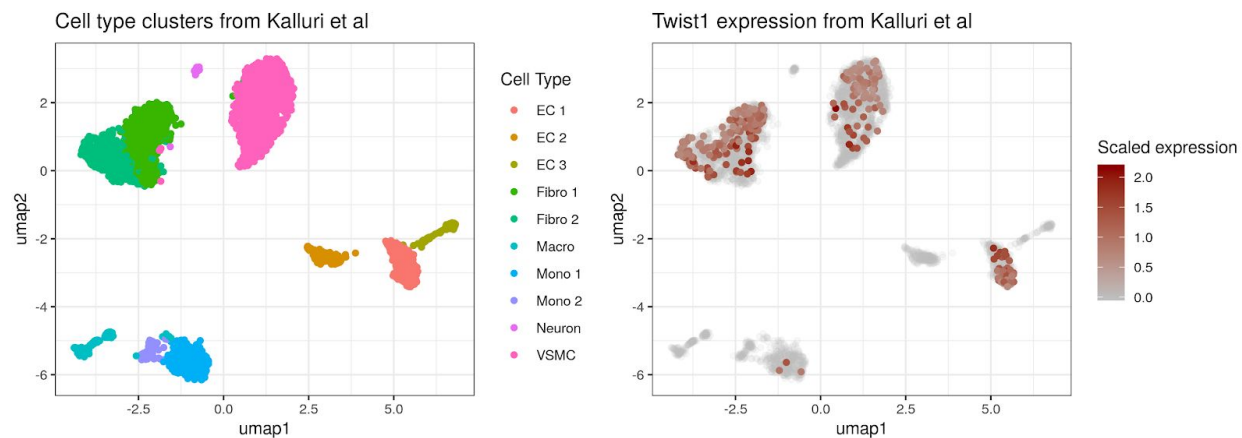 Cell type clusters from Kalluri et al
2
0
-2
-4
-6
umap2
-2.5 0.0 2.5 5.0
umap1
Cell Type
EC 1
EC 2
EC 3
Fibro 1
Fibro 2
Macro
Mono 1
Mono 2
Neuron
VSMC
Twist1 expression from Kalluri et al
2
0
-2
-4
-6
umap2
-2.5 0.0 2.5 5.0
umap1
Scaled expression
2.0
1.5
1.0
0.5
0.0